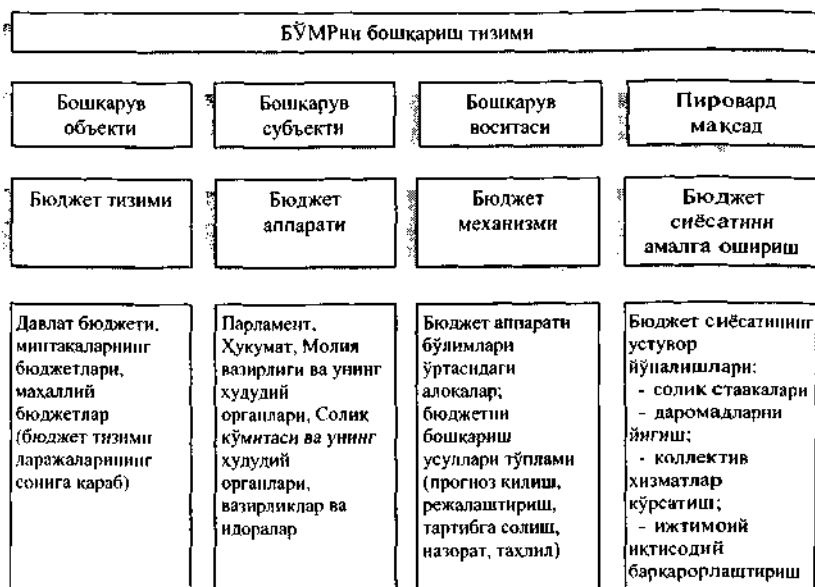 БЎМРни бошқариш тизими
Бошқарув
объекти
Бошқарув
субъекти
Бошқарув
воситаси
Пировард
мақсад
Бюджет тизими
Бюджет
аппарати
Бюджет
механизми
Бюджет
сиёсатини
амалга ошириш
Давлат бюджети,
минтақаларнинг
бюджетлари,
маҳаллий
бюджетлар
(бюджет тизими
даражаларининг
сонига қараб)
Парламент,
Ҳукумат, Молия
вазирлиги ва унинг
ҳудудий
органлари, Солиқ
қўмитаси ва унинг
ҳудудий
органлари,
вазирликлар ва
идоралар
Бюджет аппарати
бўлимлари
ўртасидаги
алоқалар;
бюджетни
бошқариш
усуллари тўплами
(прогноз қилиш,
режалаштириш,
тартибга солиш,
назорат, таҳлил)
Бюджет сиёсатининг
устувор
йўналишлари:
- солиқ ставкалари
- даромадларни
йиғиш;
- коллектив
хизматлар
кўрсатиш;
- ижтимоий
иқтисодий
барқарорлаштириш